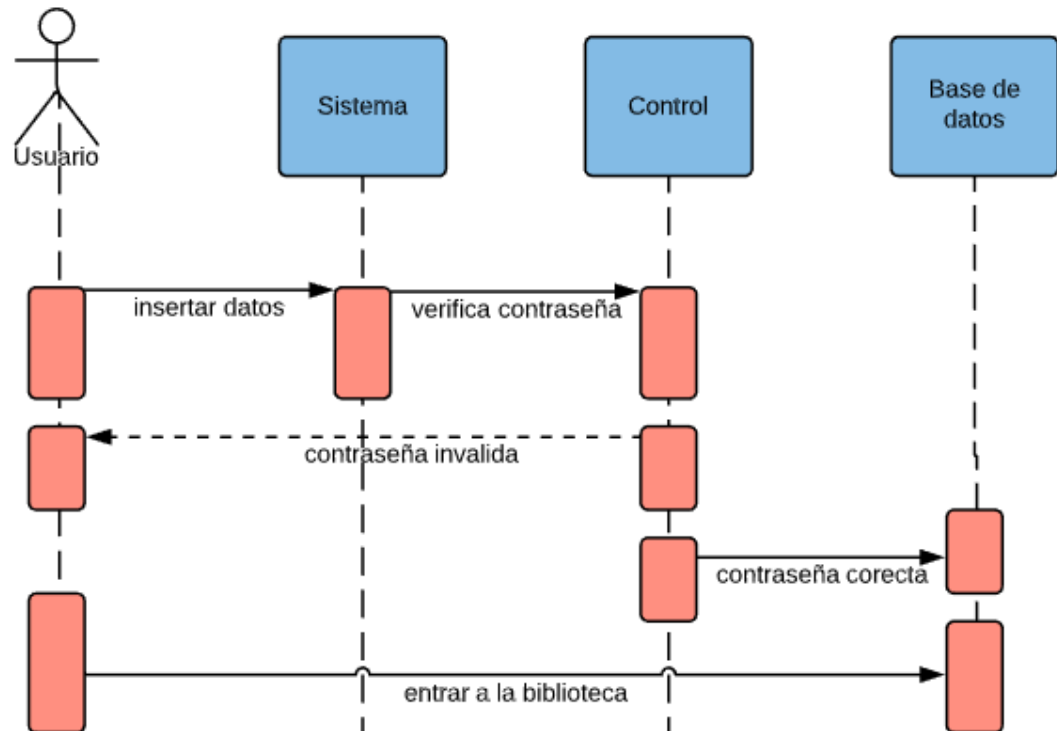 Usuario
Sistema
Control
Base de
datos
insertar datos
verifica contraseña
contraseña invalida
contraseña corecta
entrar a la biblioteca